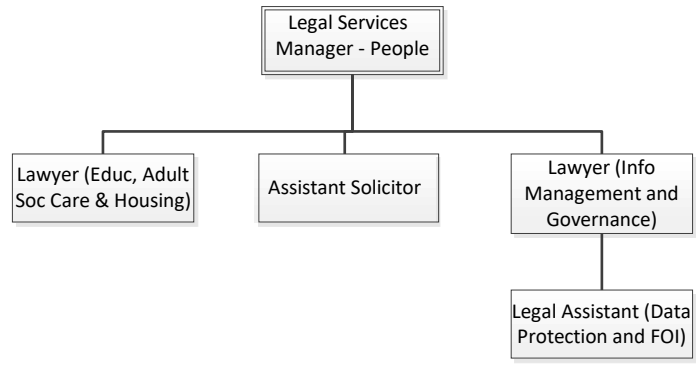 Legal Services
Manager - People
Lawyer (Educ, Adult
Soc Care & Housing)
Assistant Solicitor
Lawyer (Info
Management and
Governance)
Legal Assistant (Data
Protection and FOI)